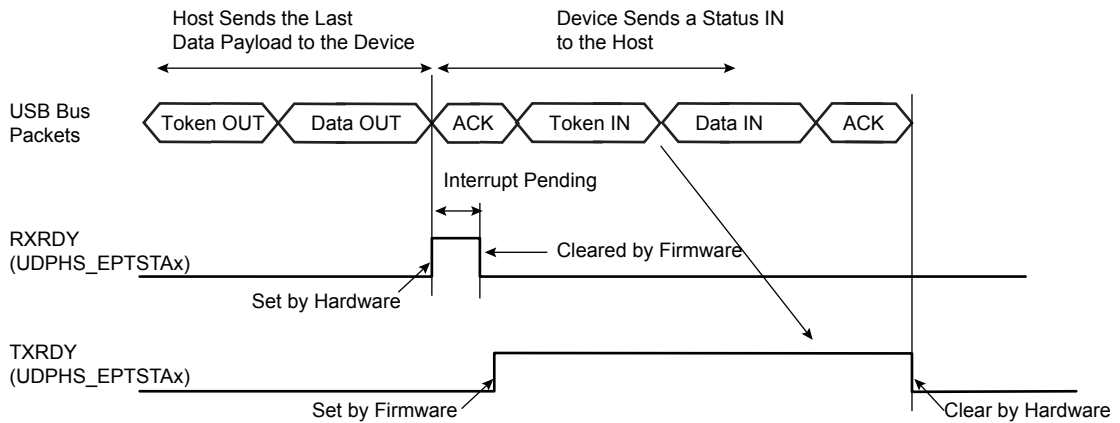 Host Sends the Last
Data Payload to the Device
Device Sends a Status IN
to the Host
USB Bus
Packets
Token OUT
Data OUT
ACK
Token IN
Data IN
ACK
Interrupt Pending
RXRDY
(UDPHS_EPTSTAx)
Cleared by Firmware
Set by Hardware
TXRDY
(UDPHS_EPTSTAx)
Set by Firmware
Clear by Hardware